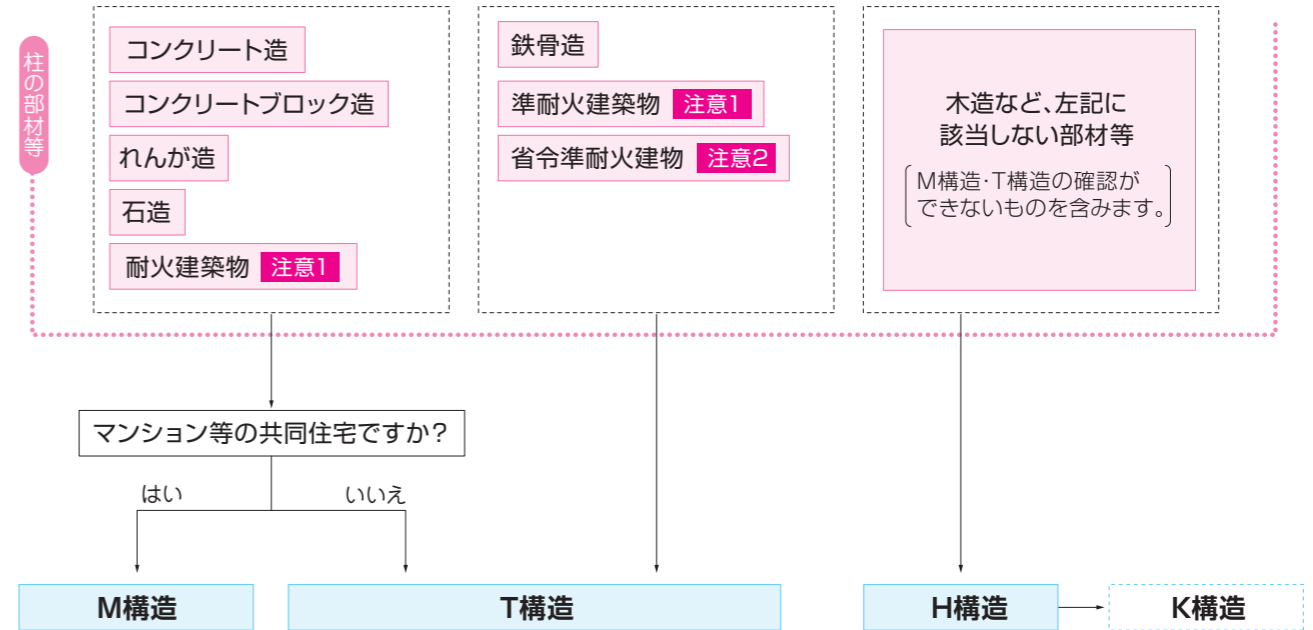 柱の部材等
コンクリート造
コンクリートブロック造
れんが造
石造
耐火建築物 注意1
鉄骨造
準耐火建築物 注意1
省令準耐火建物 注意2
木造など、左記に
該当しない部材等
M構造・T構造の確認が
できないものを含みます。
マンション等の共同住宅ですか?
はい
いいえ
M構造
T構造
H構造
K構造